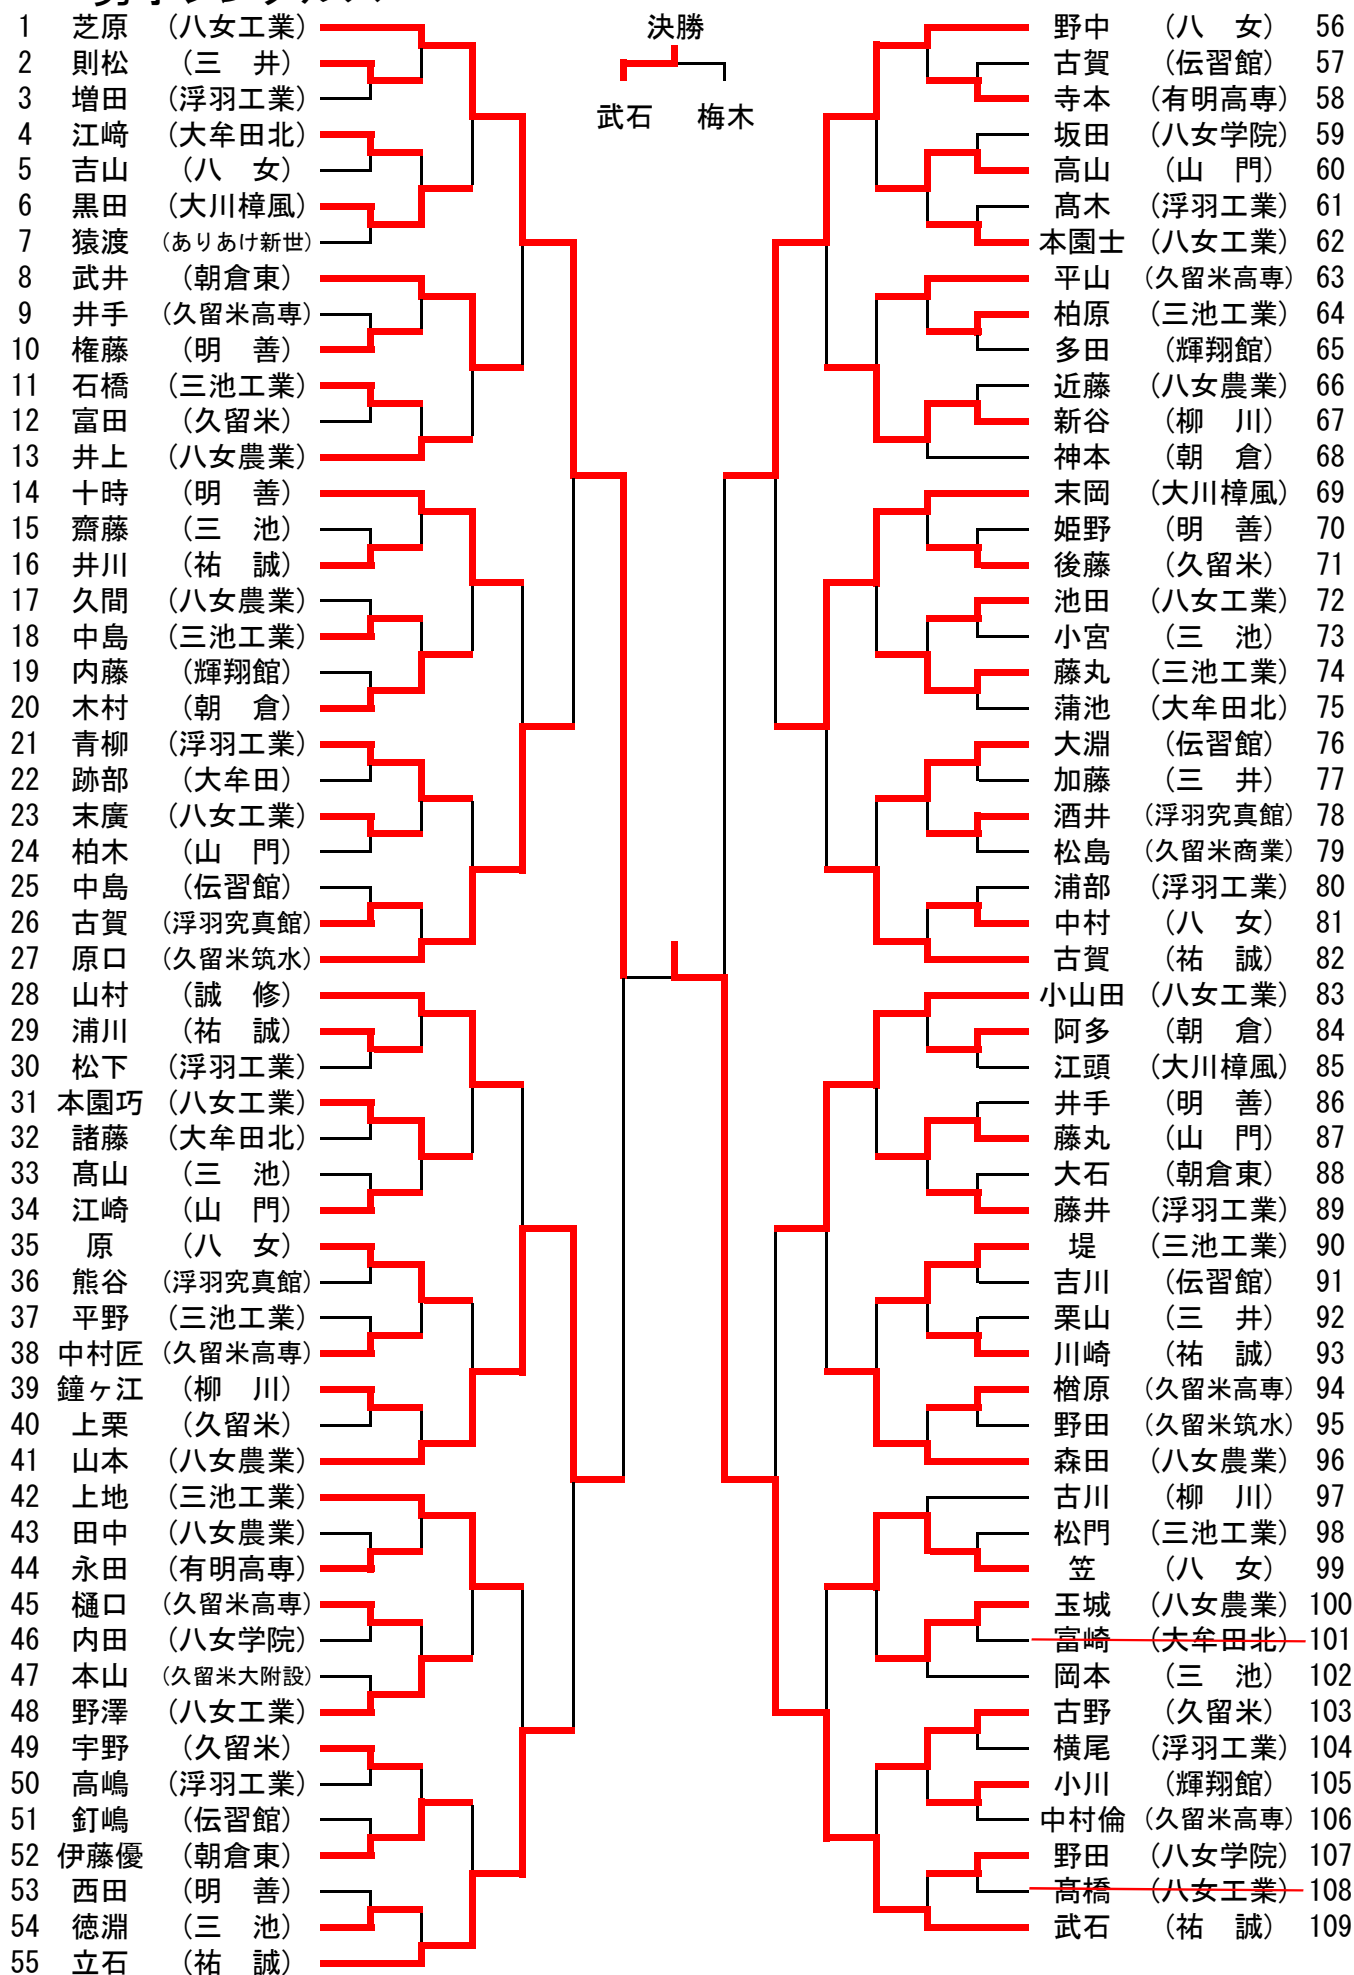 決勝
武石 梅木
1 芝原 (八女工業)
2 則松 (三 井)
3 増田 (浮羽工業)
4 江﨑 (大牟田北)
5 吉山 (八 女)
6 黒田 (大川樟風)
7 猿渡 (ありあけ新世)
8 武井 (朝倉東)
9 井手 (久留米高専)
10 権藤 (明 善)
11 石橋 (三池工業)
12 富田 (久留米)
13 井上 (八女農業)
14 十時 (明 善)
15 齋藤 (三 池)
16 井川 (祐 誠)
17 久間 (八女農業)
18 中島 (三池工業)
19 内藤 (輝翔館)
20 木村 (朝 倉)
21 青柳 (浮羽工業)
22 跡部 (大牟田)
23 末廣 (八女工業)
24 柏木 (山 門)
25 中島 (伝習館)
26 古賀 (浮羽究真館)
27 原口 (久留米筑水)
28 山村 (誠 修)
29 浦川 (祐 誠)
30 松下 (浮羽工業)
31 本園巧 (八女工業)
32 諸藤 (大牟田北)
33 髙山 (三 池)
34 江崎 (山 門)
35 原 (八 女)
36 熊谷 (浮羽究真館)
37 平野 (三池工業)
38 中村匠 (久留米高専)
39 鐘ヶ江 (柳 川)
40 上栗 (久留米)
41 山本 (八女農業)
42 上地 (三池工業)
43 田中 (八女農業)
44 永田 (有明高専)
45 樋口 (久留米高専)
46 内田 (八女学院)
47 本山 (久留米大附設)
48 野澤 (八女工業)
49 宇野 (久留米)
50 高嶋 (浮羽工業)
51 釘嶋 (伝習館)
52 伊藤優 (朝倉東)
53 西田 (明 善)
54 徳淵 (三 池)
55 立石 (祐 誠)
野中 (八 女) 56
古賀 (伝習館) 57
寺本 (有明高専) 58
坂田 (八女学院) 59
高山 (山 門) 60
髙木 (浮羽工業) 61
本園士 (八女工業) 62
平山 (久留米高専) 63
柏原 (三池工業) 64
多田 (輝翔館) 65
近藤 (八女農業) 66
新谷 (柳 川) 67
神本 (朝 倉) 68
末岡 (大川樟風) 69
姫野 (明 善) 70
後藤 (久留米) 71
池田 (八女工業) 72
小宮 (三 池) 73
藤丸 (三池工業) 74
蒲池 (大牟田北) 75
大淵 (伝習館) 76
加藤 (三 井) 77
酒井 (浮羽究真館) 78
松島 (久留米商業) 79
浦部 (浮羽工業) 80
中村 (八 女) 81
古賀 (祐 誠) 82
小山田 (八女工業) 83
阿多 (朝 倉) 84
江頭 (大川樟風) 85
井手 (明 善) 86
藤丸 (山 門) 87
大石 (朝倉東) 88
藤井 (浮羽工業) 89
堤 (三池工業) 90
吉川 (伝習館) 91
栗山 (三 井) 92
川崎 (祐 誠) 93
楢原 (久留米高専) 94
野田 (久留米筑水) 95
森田 (八女農業) 96
古川 (柳 川) 97
松門 (三池工業) 98
笠 (八 女) 99
玉城 (八女農業) 100
富崎 (大牟田北) 101
岡本 (三 池) 102
古野 (久留米) 103
横尾 (浮羽工業) 104
小川 (輝翔館) 105
中村倫 (久留米高専) 106
野田 (八女学院) 107
高橋 (八女工業) 108
武石 (祐 誠) 109